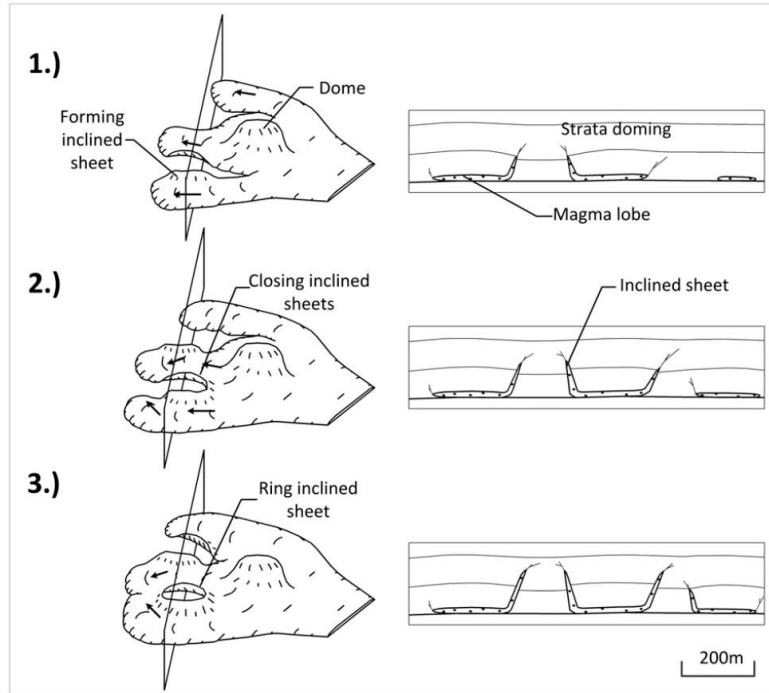 1.)
Dome
Forming
inclined
sheet
Strata doming
Magma lobe
2.)
Closing inclined
sheets
Inclined sheet
3.)
Ring inclined
sheet
200m